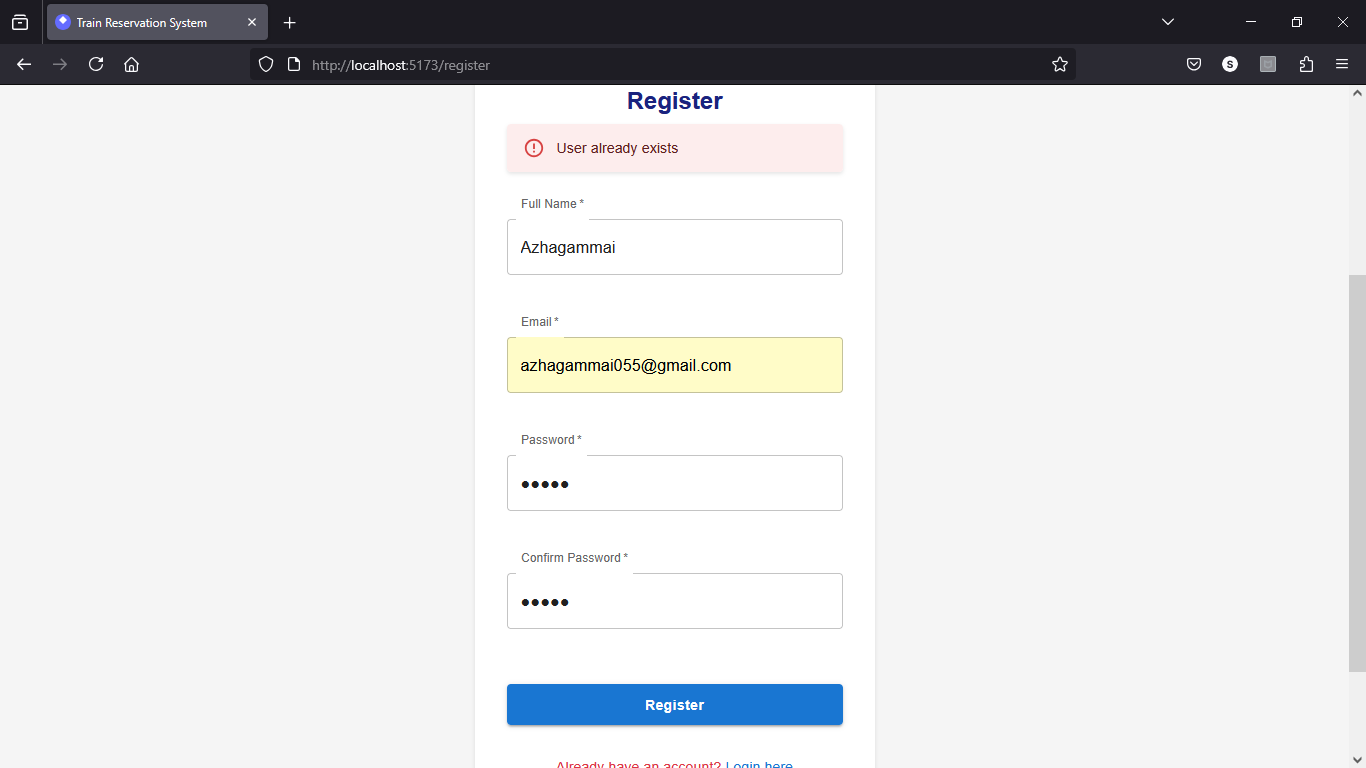 Train Reservation System
http://localhost:5173/register
S
Register
User already exists
Full Name *
Azhagammai
Email *
azhagammai055@gmail.com
Password *
•••••
Confirm Password *
•••••
Register
Already have an account? Login here